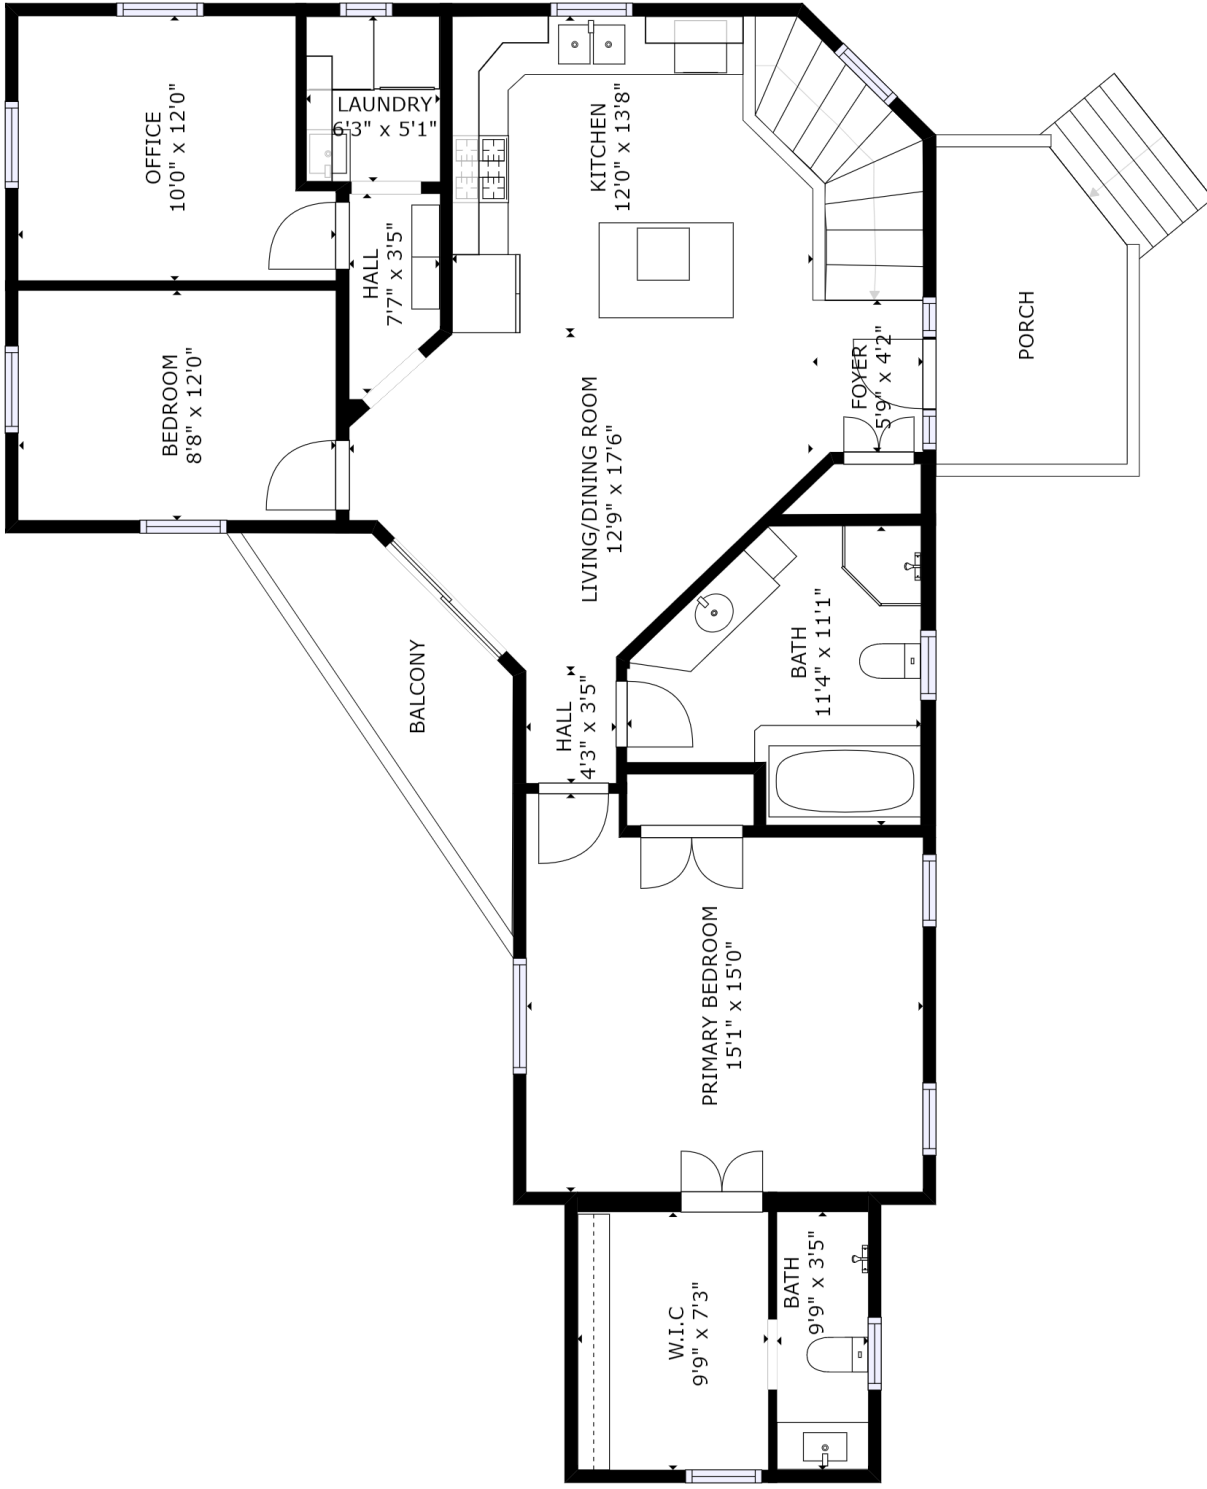 OFFICE
10'0" x 12'0"
LAUNDRY
6'3" x 5'1"
KITCHEN
12'0" x 13'8"
HALL
7'7" x 3'5"
BEDROOM
8'8" x 12'0"
LIVING/DINING ROOM
12'9" x 17'6"
FOYER
5'9" x 4'2"
PORCH
BALCONY
HALL
4'3" x 3'5"
BATH
11'4" x 11'1"
PRIMARY BEDROOM
15'1" x 15'0"
W.I.C
9'9" x 7'3"
BATH
9'9" x 3'5"